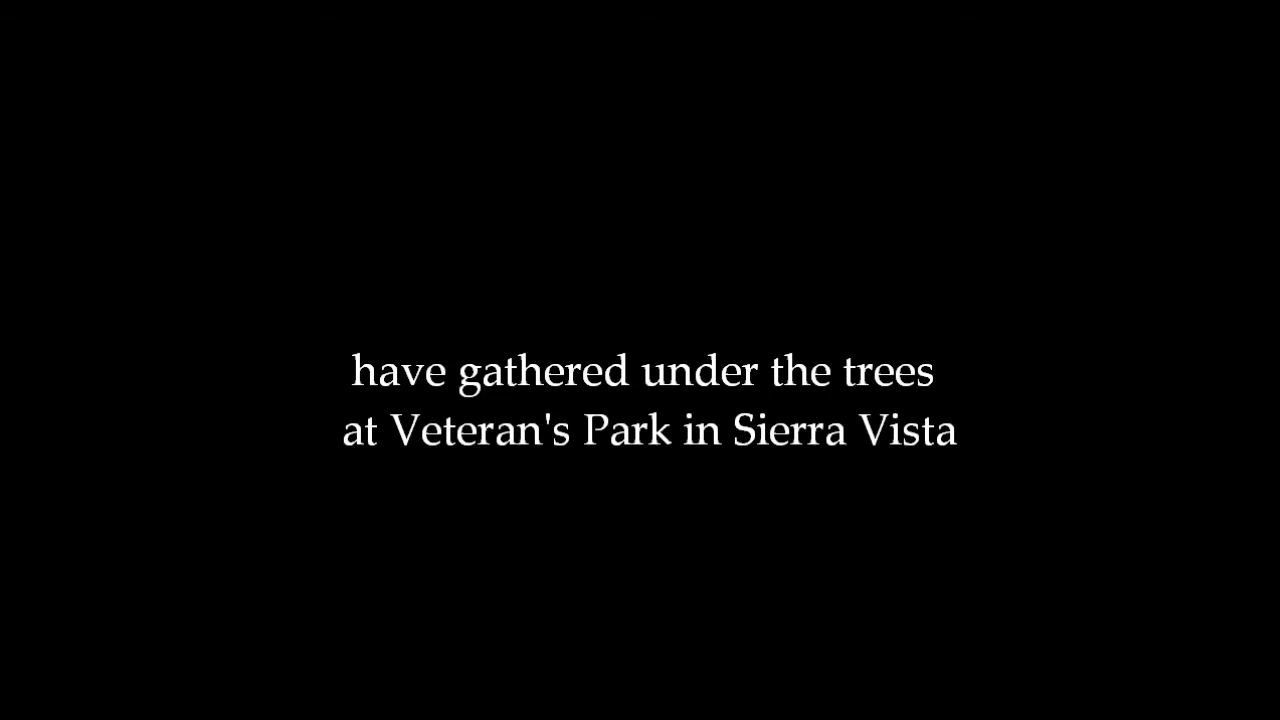 have gathered under the trees
at Veteran's Park in Sierra Vista